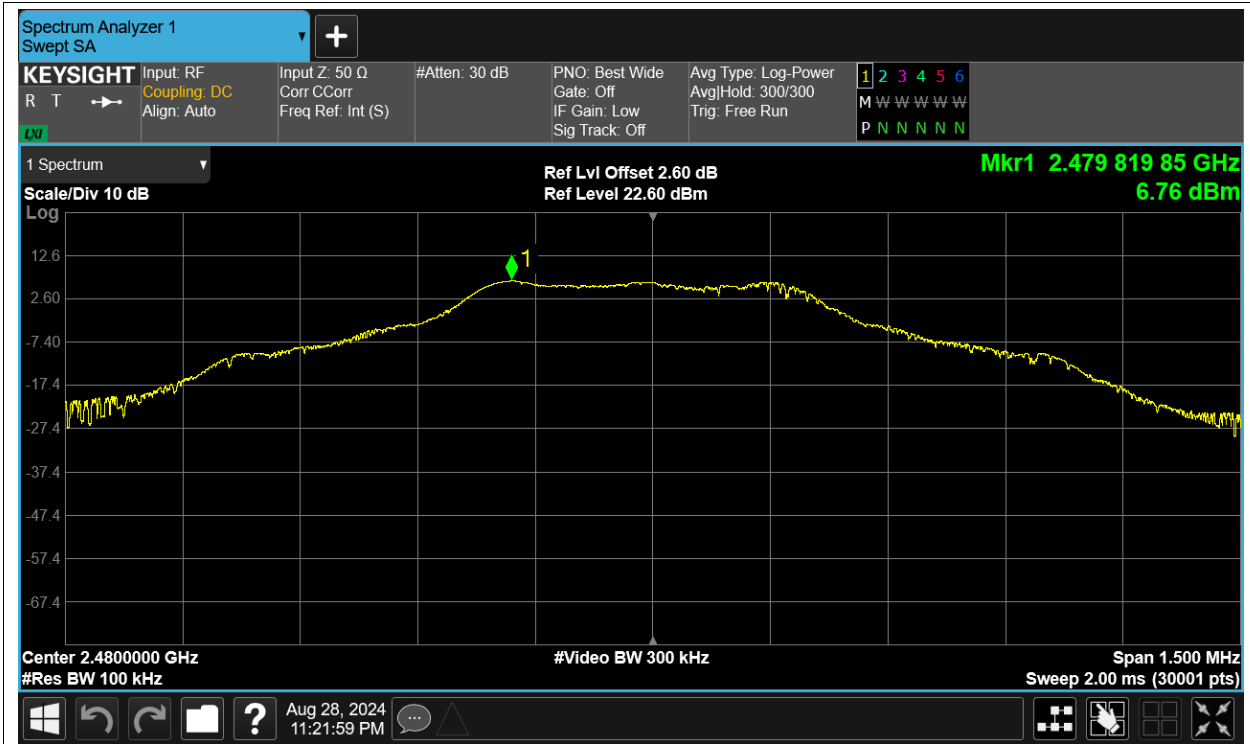 Spectrum Analyzer 1
Swept SA
+
KEYSIGHT
R T
LXI
Input: RF
Coupling: DC
Align: Auto
Input Z: 50 Ω
Corr CCorr
Freq Ref: Int (S)
#Atten: 30 dB
PNO: Best Wide
Gate: Off
IF Gain: Low
Sig Track: Off
Avg Type: Log-Power
Avg|Hold: 300/300
Trig: Free Run
1 2 3 4 5 6
M W W W W W
P N N N N N
1 Spectrum
Scale/Div 10 dB
Log
Ref Lvl Offset 2.60 dB
Ref Level 22.60 dBm
Mkr1 2.479 819 85 GHz
6.76 dBm
1
12.6
2.60
-7.40
-17.4
-27.4
-37.4
-47.4
-57.4
-67.4
Center 2.4800000 GHz
#Res BW 100 kHz
#Video BW 300 kHz
Span 1.500 MHz
Sweep 2.00 ms (30001 pts)
?
Aug 28, 2024
11:21:59 PM